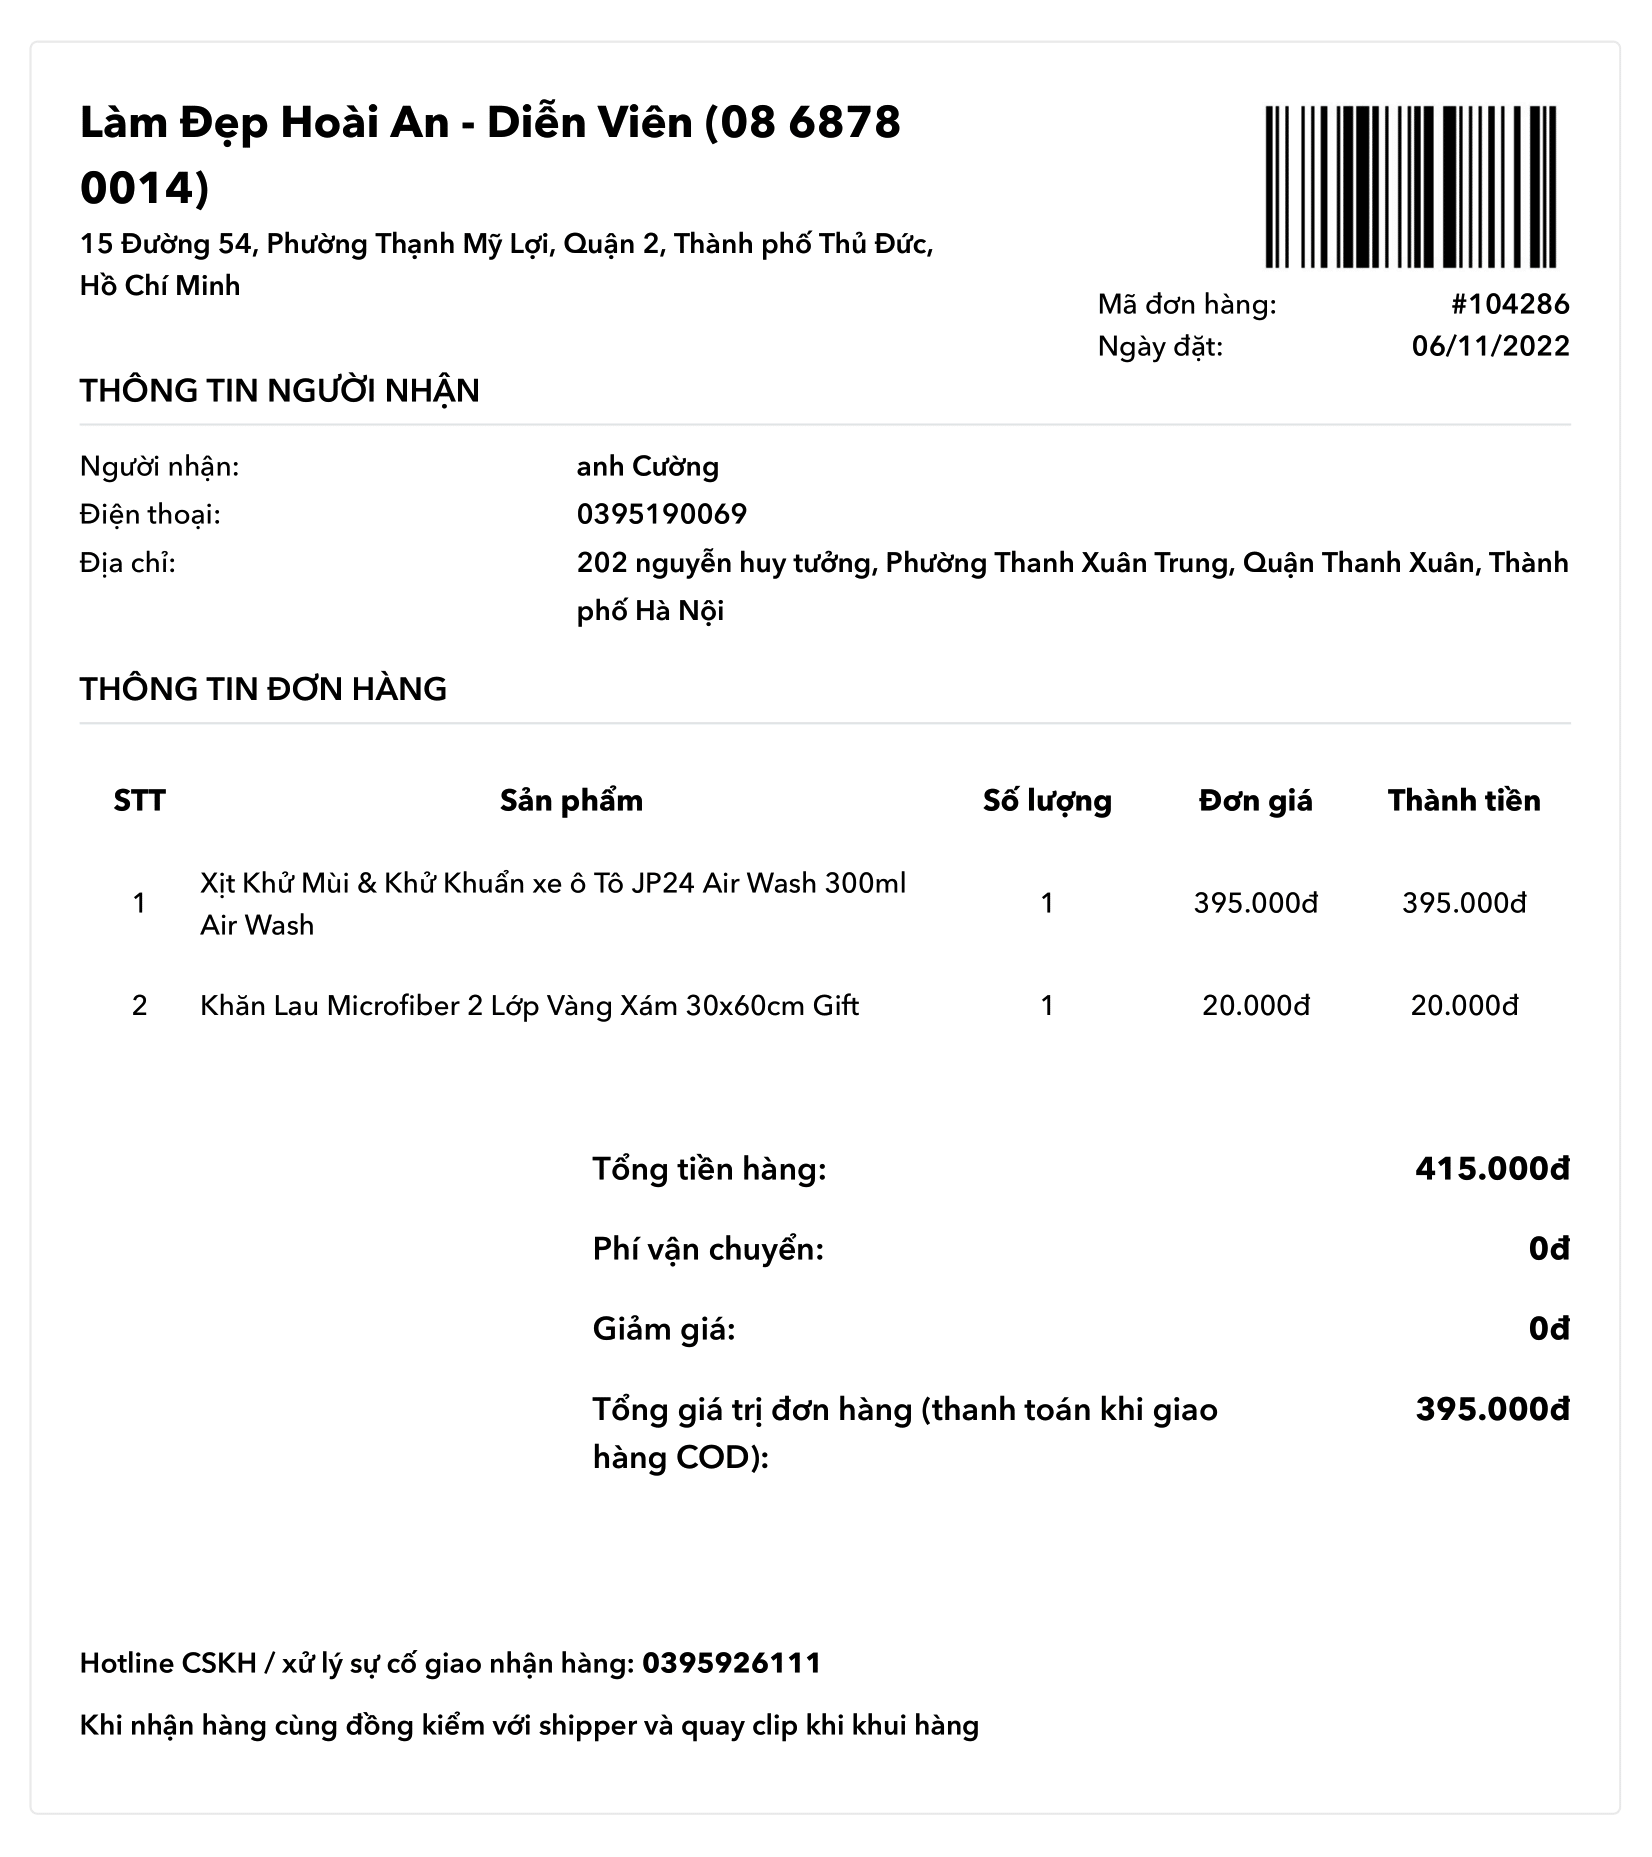 Làm Đẹp Hoài An - Diễn Viên (08 6878
0014)
15 Đường 54, Phường Thạnh Mỹ Lợi, Quận 2, Thành phố Thủ Đức,
Hồ Chí Minh
Mã đơn hàng: #104286
Ngày đặt: 06/11/2022
THÔNG TIN NGƯỜI NHẬN
Người nhận: anh Cường
Điện thoại: 0395190069
Địa chỉ: 202 nguyễn huy tưởng, Phường Thanh Xuân Trung, Quận Thanh Xuân, Thành
phố Hà Nội
THÔNG TIN ĐƠN HÀNG
STT Sản phẩm Số lượng Đơn giá Thành tiền
1 Xịt Khử Mùi & Khử Khuẩn xe ô Tô JP24 Air Wash 300ml
Air Wash 1 395.000đ 395.000đ
2 Khăn Lau Microfiber 2 Lớp Vàng Xám 30x60cm Gift 1 20.000đ 20.000đ
Tổng tiền hàng: 415.000đ
Phí vận chuyển: 0đ
Giảm giá: 0đ
Tổng giá trị đơn hàng (thanh toán khi giao 395.000đ
hàng COD):
Hotline CSKH / xử lý sự cố giao nhận hàng: 0395926111
Khi nhận hàng cùng đồng kiểm với shipper và quay clip khi khui hàng